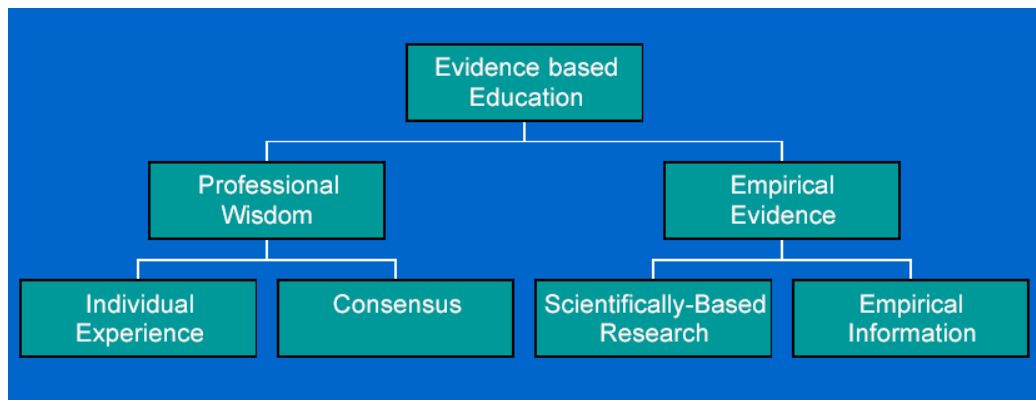 Evidence based
Education
Professional
Wisdom
Empirical
Evidence
Individual
Experience
Consensus
Scientifically-Based
Research
Empirical
Information